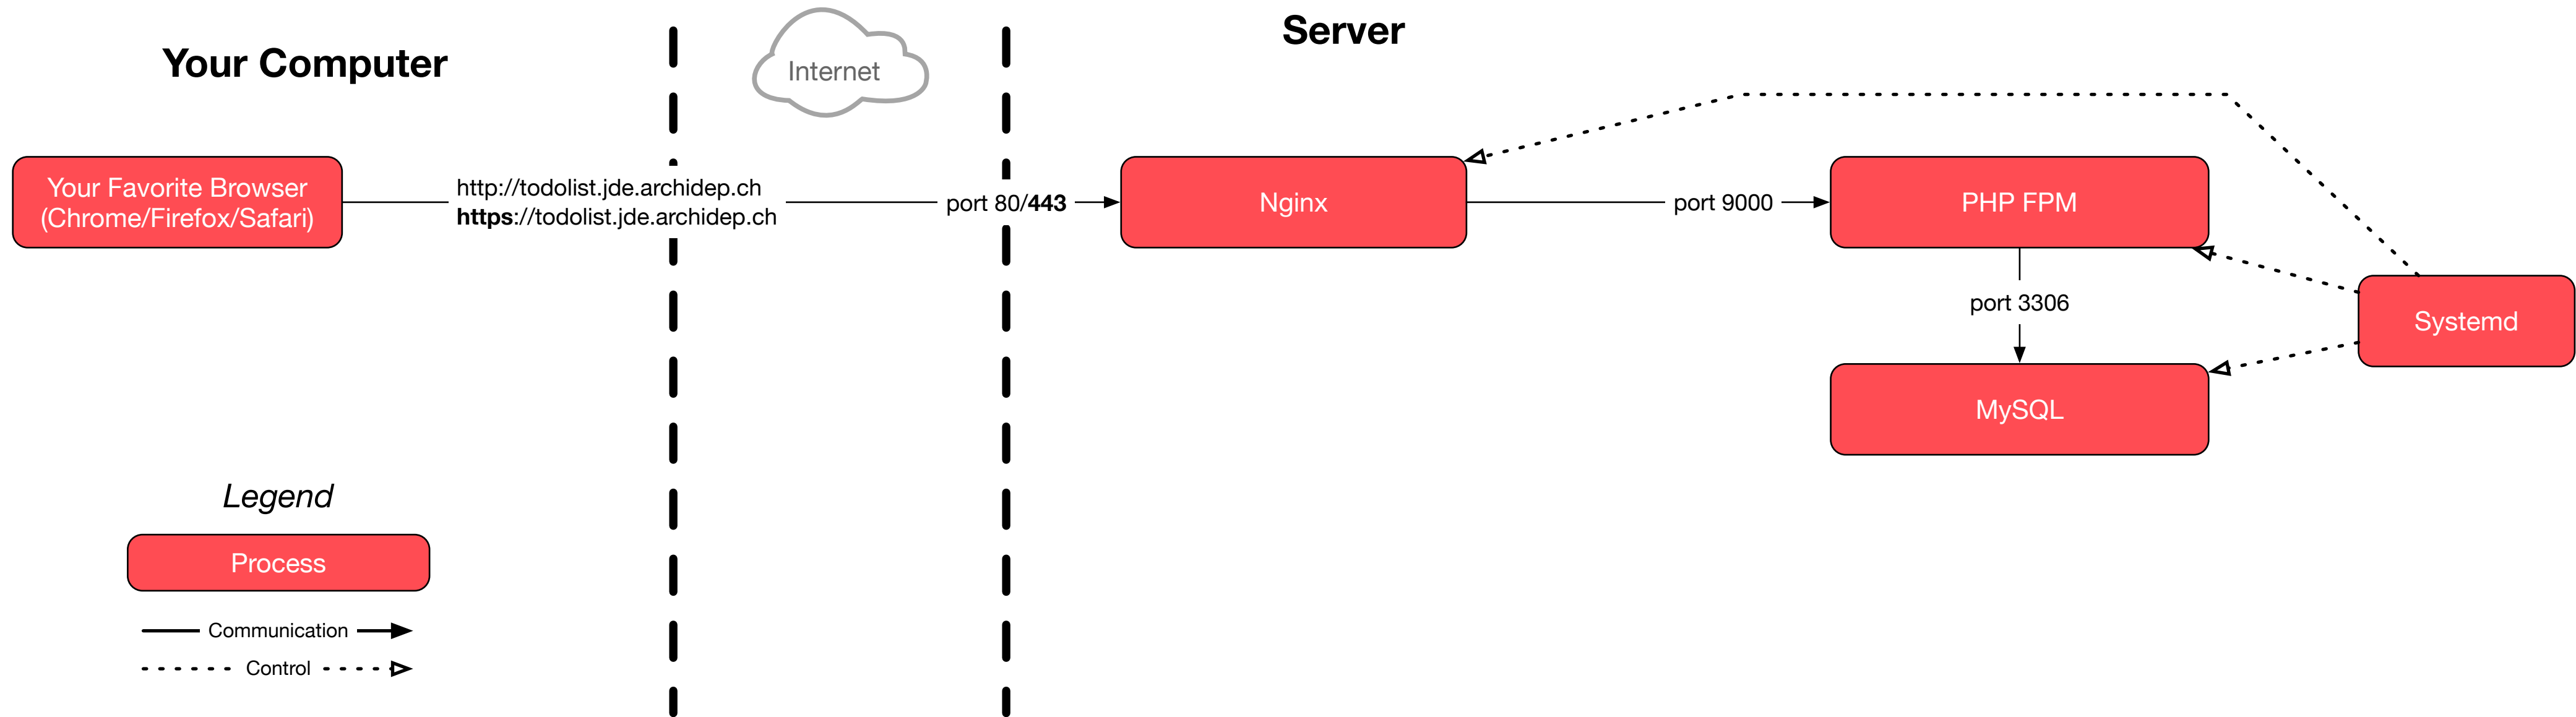 Your Computer
Internet
Server
Your Favorite Browser
(Chrome/Firefox/Safari)
http://todolist.jde.archidep.ch
https://todolist.jde.archidep.ch
port 80/443
Nginx
port 9000
PHP FPM
port 3306
Systemd
MySQL
Legend
Process
Communication
Control